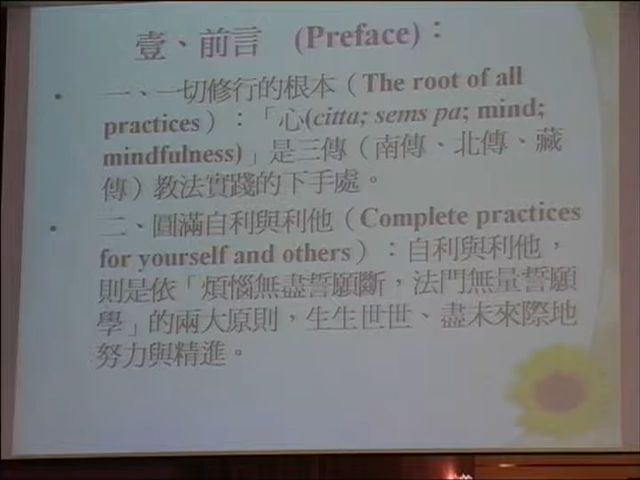 壹、前言　(Preface)：
• 一、一切修行的根本（The root of all
practices）：「心(citta; sems pa; mind;
mindfulness)」是三傳（南傳、北傳、藏
傳）教法實踐的下手處。
• 二、圓滿自利與利他（Complete practices
for yourself and others）：自利與利他，
則是依「煩惱無盡誓願斷，法門無量誓願
學」的兩大原則，生生世世、盡未來際地
努力與精進。